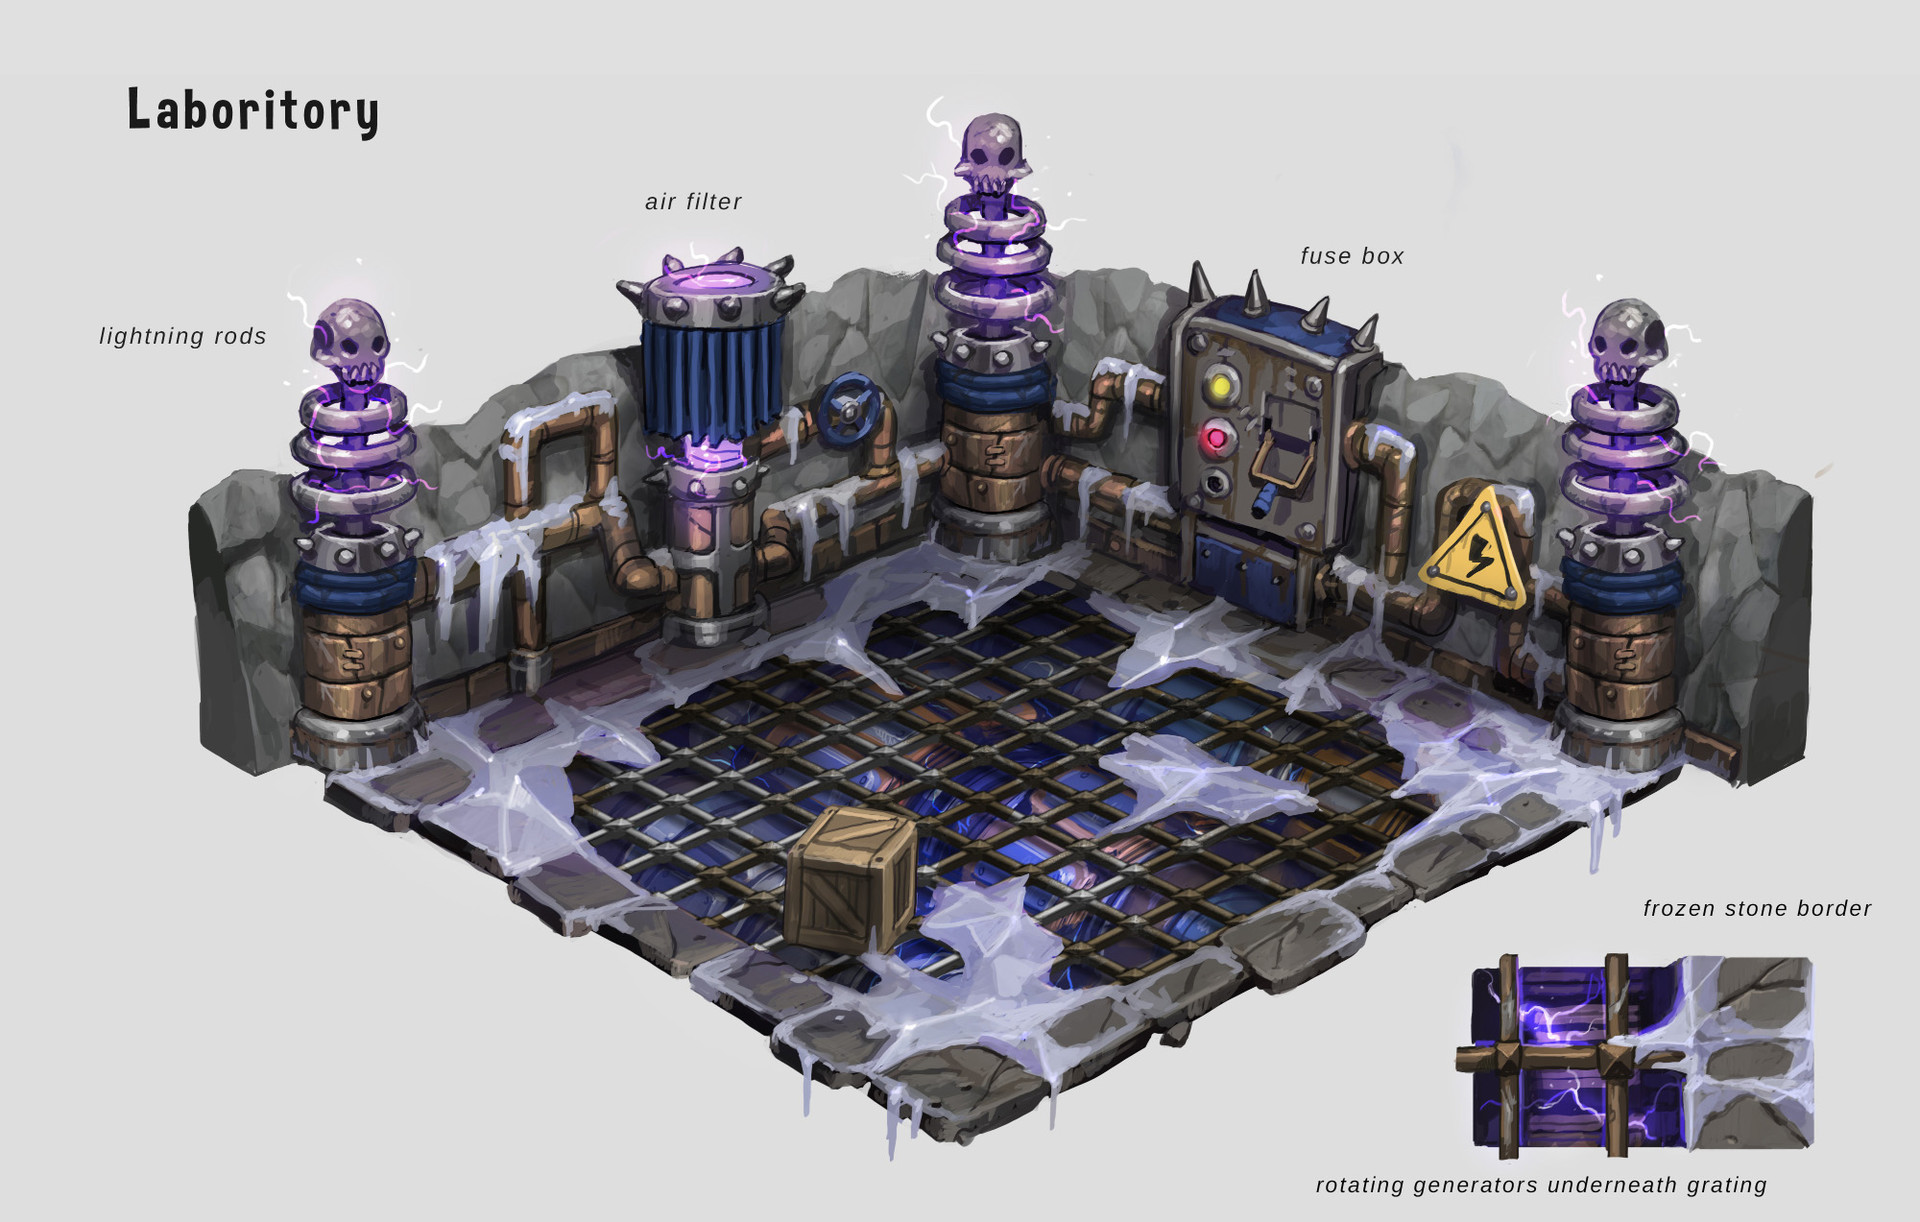 Laboritory
air filter
fuse box
lightning rods
frozen stone border
rotating generators underneath grating